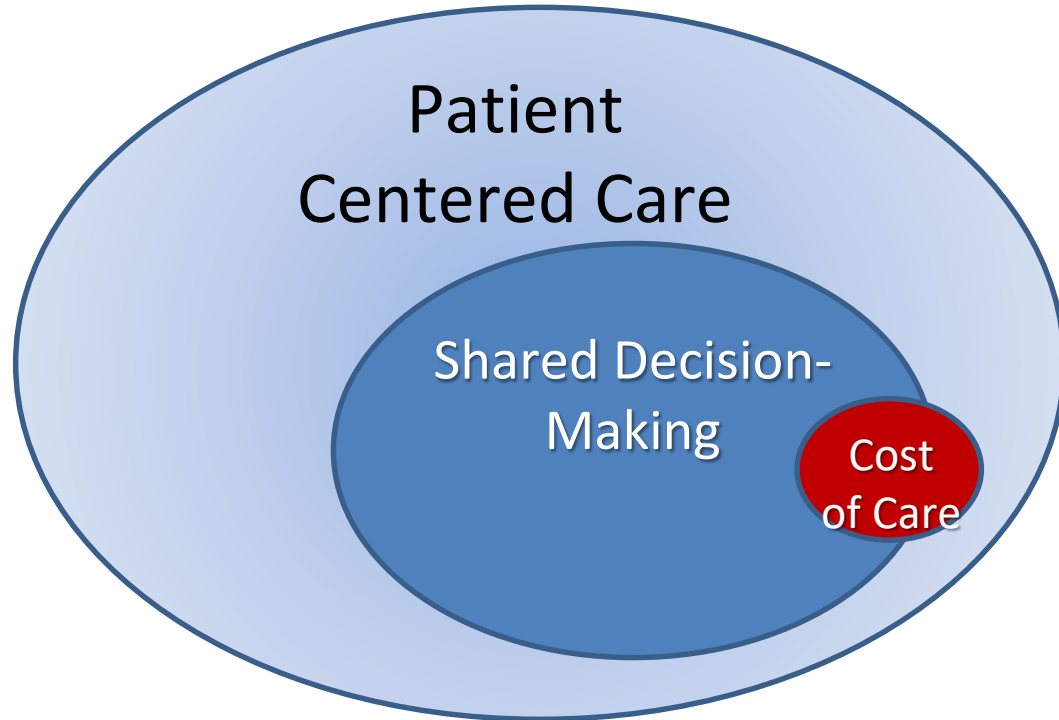 Patient
Centered Care
Shared Decision-
Making
Cost
of Care